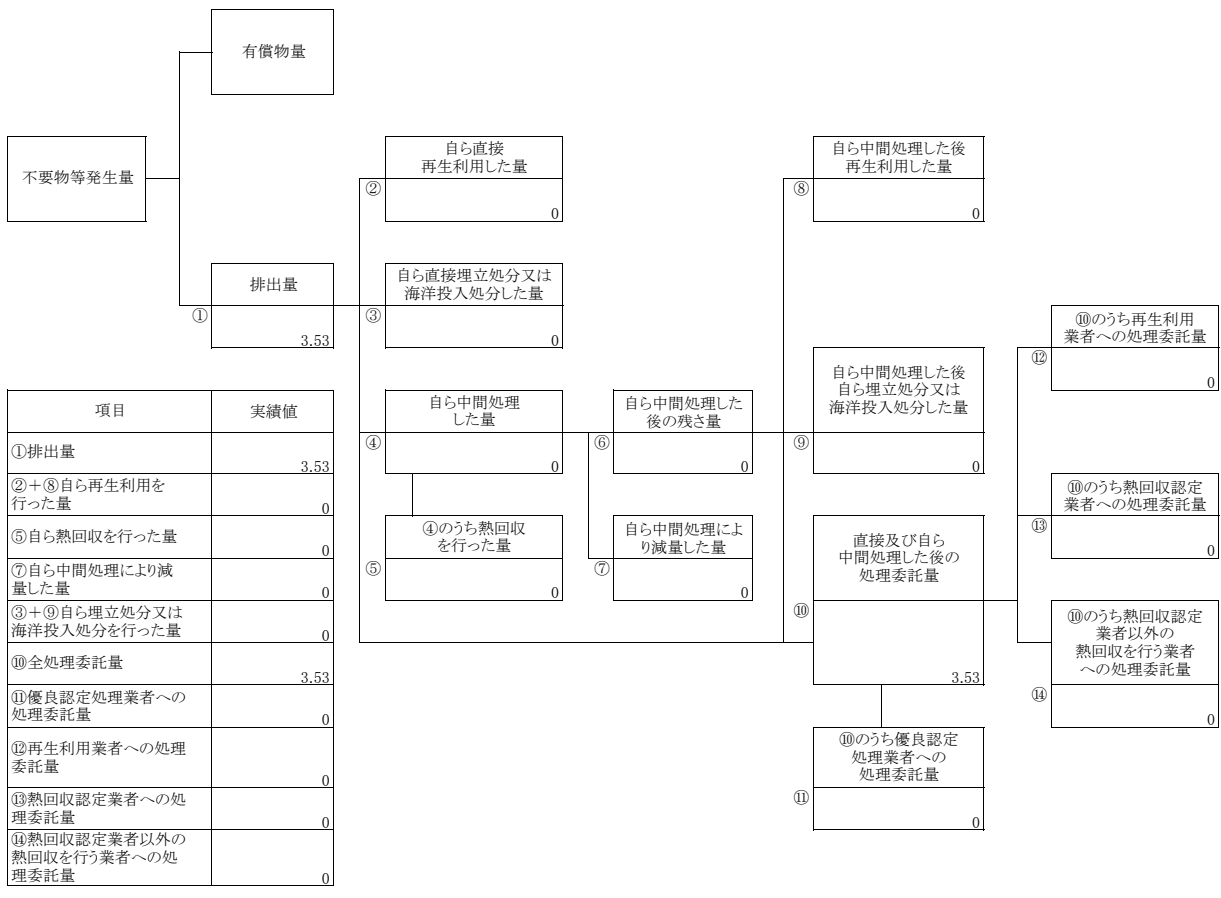 有償物量
不要物等発生量
自ら直接
再生利用した量
②
0
自ら中間処理した後
再生利用した量
⑧
0
排出量
①
3.53
自ら直接埋立処分又は
海洋投入処分した量
③
0
⑩のうち再生利用
業者への処理委託量
⑫
0
自ら中間処理
した量
④
0
自ら中間処理した
後の残さ量
⑥
0
自ら中間処理した後
自ら埋立処分又は
海洋投入処分した量
⑨
0
⑩のうち熱回収認定
業者への処理委託量
⑬
0
④のうち熱回収
を行った量
⑤
0
自ら中間処理によ
り減量した量
⑦
0
直接及び自ら
中間処理した後の
処理委託量
⑩
3.53
⑩のうち熱回収認定
業者以外の
熱回収を行う業者
への処理委託量
⑭
0
⑩のうち優良認定
処理業者への
処理委託量
⑪
0
項目 実績値
①排出量
3.53
②＋⑧自ら再生利用を
行った量
0
⑤自ら熱回収を行った量
0
⑦自ら中間処理により減
量した量
0
③＋⑨自ら埋立処分又は
海洋投入処分を行った量
0
⑩全処理委託量
3.53
⑪優良認定処理業者への
処理委託量
0
⑫再生利用業者への処理
委託量
0
⑬熱回収認定業者への処
理委託量
0
⑭熱回収認定業者以外の
熱回収を行う業者への処
理委託量
0